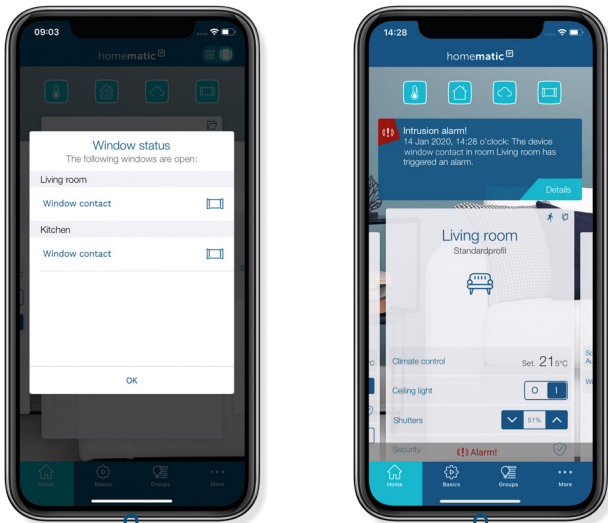 09:03
homematic IP
Window status
The following windows are open:
Living room
Window contact
Kitchen
Window contact
OK
Home
Basics
Groups
More
14:28
homematic IP
Intrusion alarm!
14 Jan 2020, 14:28 o'clock: The device
window contact in room Living room has
triggered an alarm.
Details
Living room
Standardprofil
Climate control
Set. 21.5°C
Ceiling light
O I
Shutters
51%
Security
Alarm!
Home
Basics
Groups
More